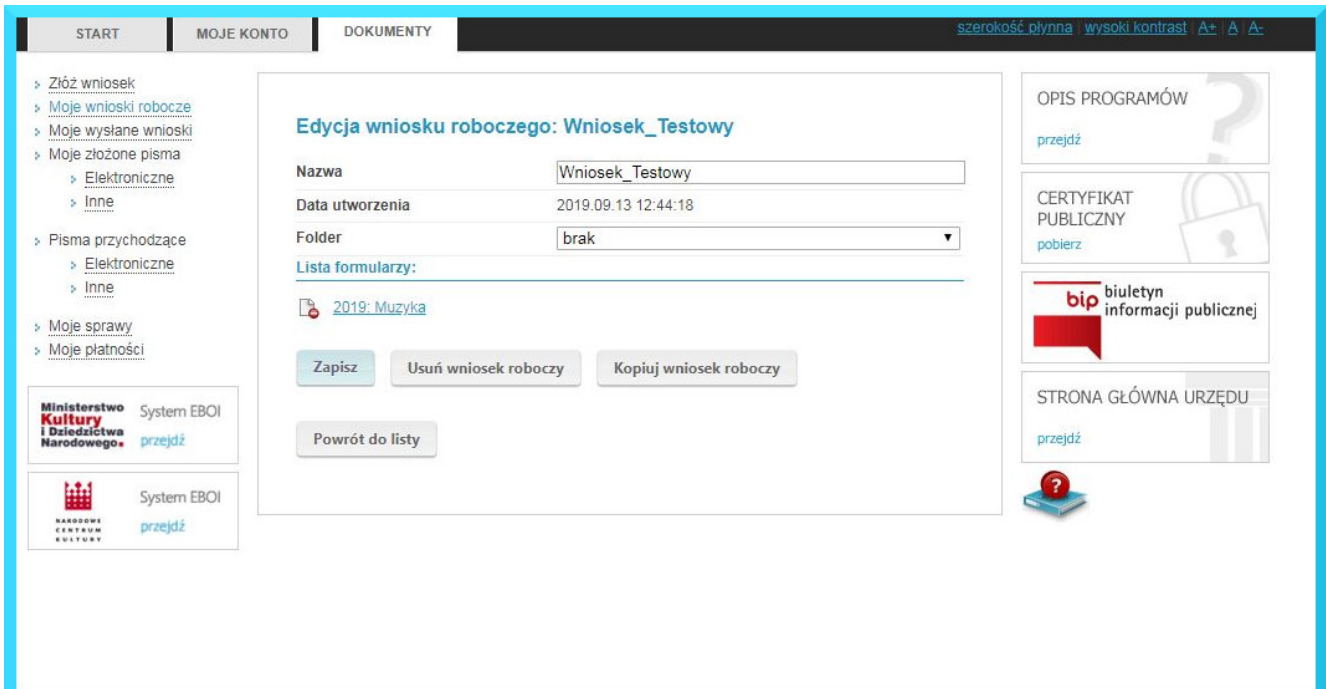 START MOJE KONTO DOKUMENTY szerokość płynna | wysoki kontrast | A+ | A | A-
Złóż wniosek
Moje wnioski robocze
Moje wysłane wnioski
Moje złożone pisma
Elektroniczne
Inne
Pisma przychodzące
Elektroniczne
Inne
Moje sprawy
Moje płatności
Ministerstwo
Kultury
i Dziedzictwa
Narodowego.
System EBOI
przejdź
NARODOWE
CENTRUM
KULTURY
System EBOI
przejdź
Edycja wniosku roboczego: Wniosek_Testowy
Nazwa Wniosek_Testowy
Data utworzenia 2019.09.13 12:44:18
Folder brak
Lista formularzy:
2019: Muzyka
Zapisz Usuń wniosek roboczy Kopiuj wniosek roboczy
Powrót do listy
OPIS PROGRAMÓW
przejdź
CERTYFIKAT
PUBLICZNY
pobierz
bip biuletyn
informacji publicznej
STRONA GŁÓWNA URZĘDU
przejdź
?